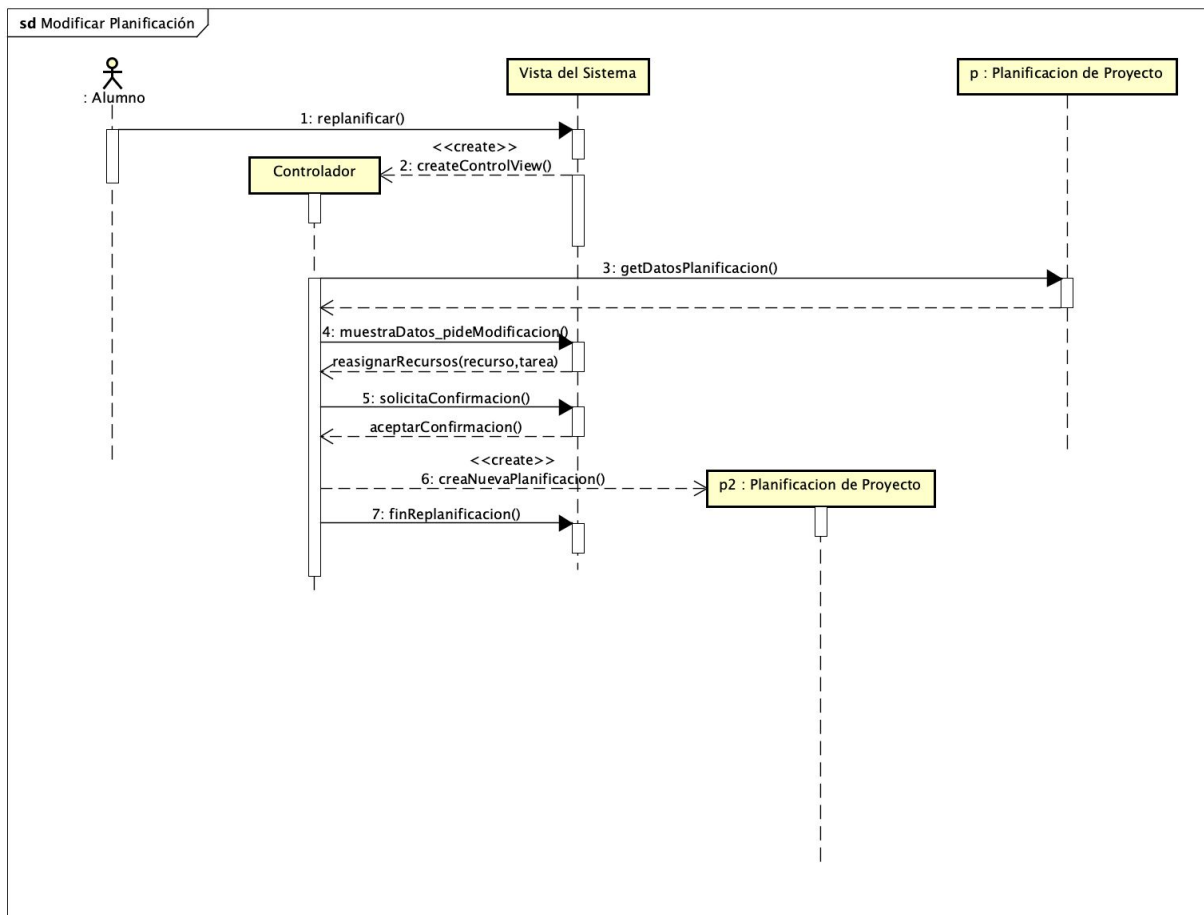 sd Modificar Planificación
: Alumno
Vista del Sistema
p : Planificacion de Proyecto
1: replanificar()
<<create>>
2: createControlView()
Controlador
3: getDatosPlanificacion()
4: muestraDatos_pideModificacion()
reasignarRecursos(recurso,tarea)
5: solicitaConfirmacion()
aceptarConfirmacion()
<<create>>
6: creaNuevaPlanificacion()
p2 : Planificacion de Proyecto
7: finReplanificacion()